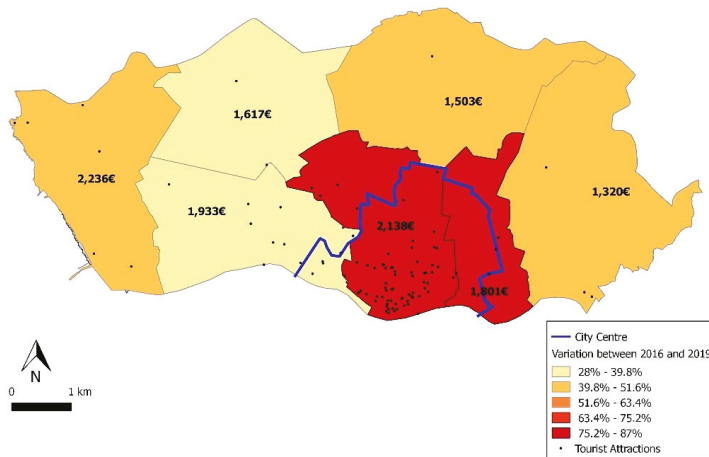 1,617€
1,503€
2,236€
1,933€
1,320€
2,138€
1,801€
N
0 1 km
City Centre
Variation between 2016 and 2019
28% - 39.8%
39.8% - 51.6%
51.6% - 63.4%
63.4% - 75.2%
75.2% - 87%
Tourist Attractions